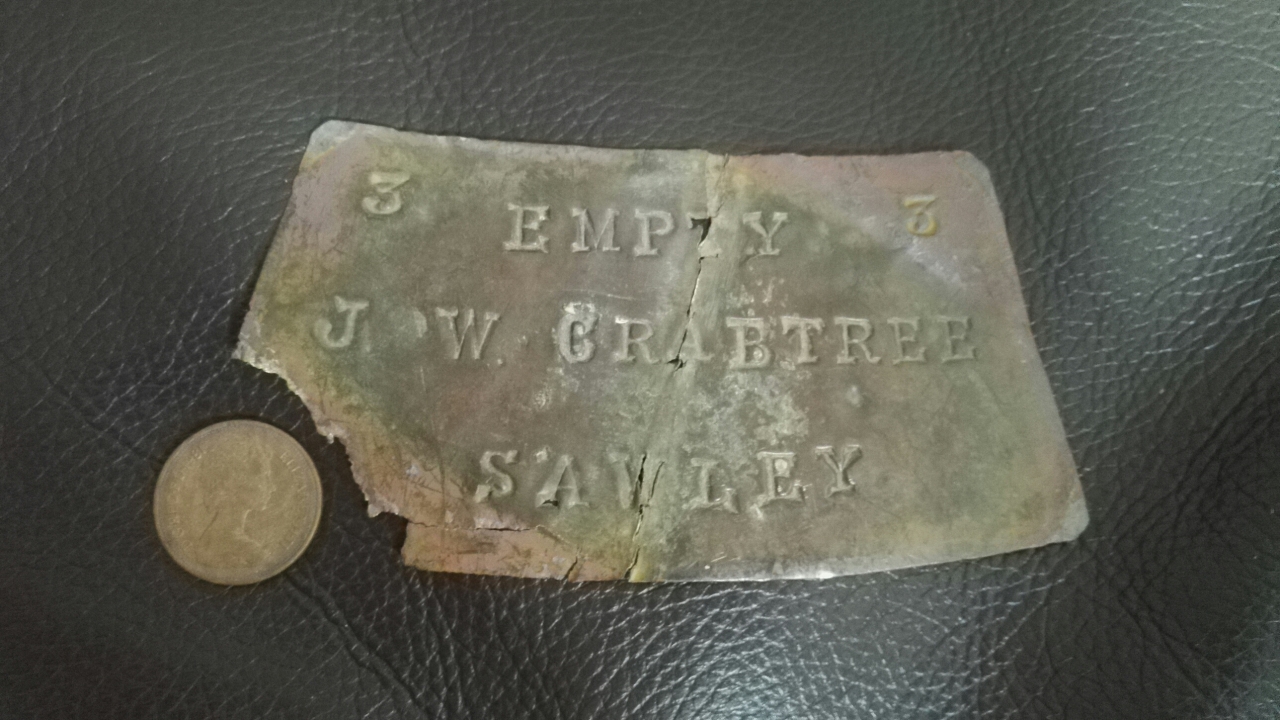 3 EMPTY 3
J W. CRABTREE
SAWLEY